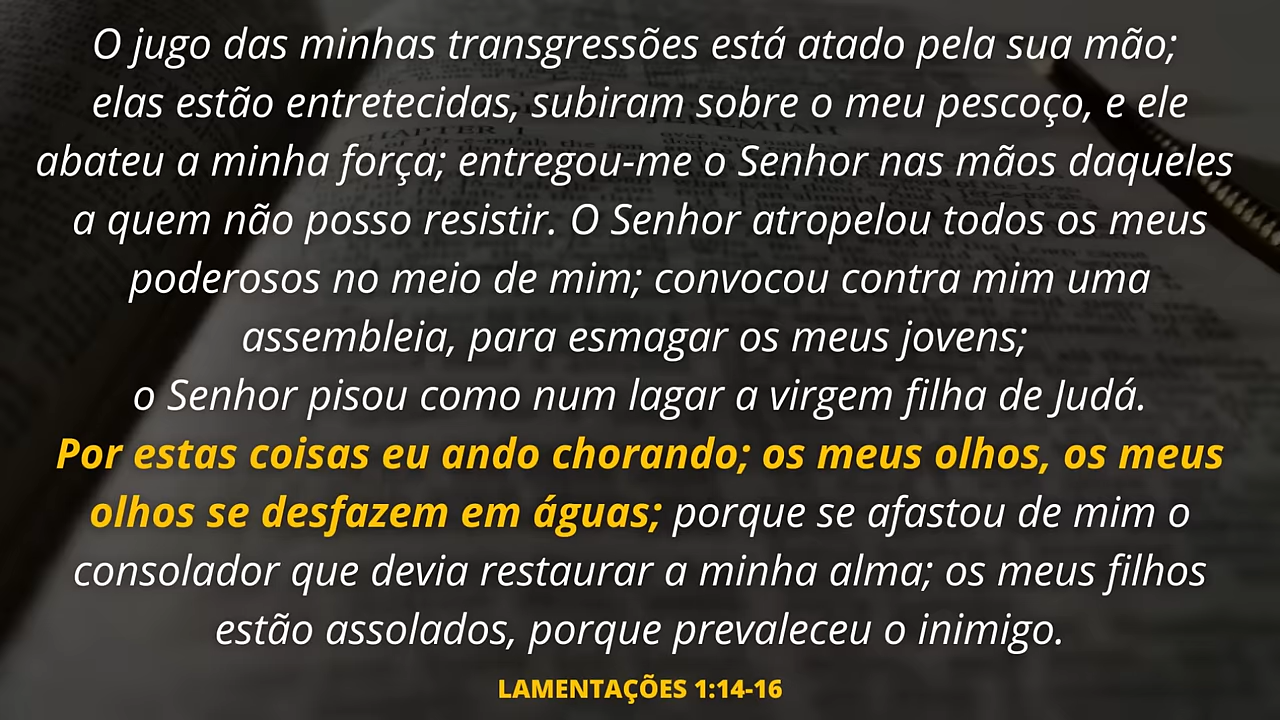 O jugo das minhas transgressões está atado pela sua mão;
elas estão entretecidas, subiram sobre o meu pescoço, e ele
abateu a minha força; entregou-me o Senhor nas mãos daqueles
a quem não posso resistir. O Senhor atropelou todos os meus
poderosos no meio de mim; convocou contra mim uma
assembleia, para esmagar os meus jovens;
o Senhor pisou como num lagar a virgem filha de Judá.
Por estas coisas eu ando chorando; os meus olhos, os meus
olhos se desfazem em águas; porque se afastou de mim o
consolador que devia restaurar a minha alma; os meus filhos
estão assolados, porque prevaleceu o inimigo.
LAMENTAÇÕES 1:14-16
CHAPTER 1
JEREMIAH